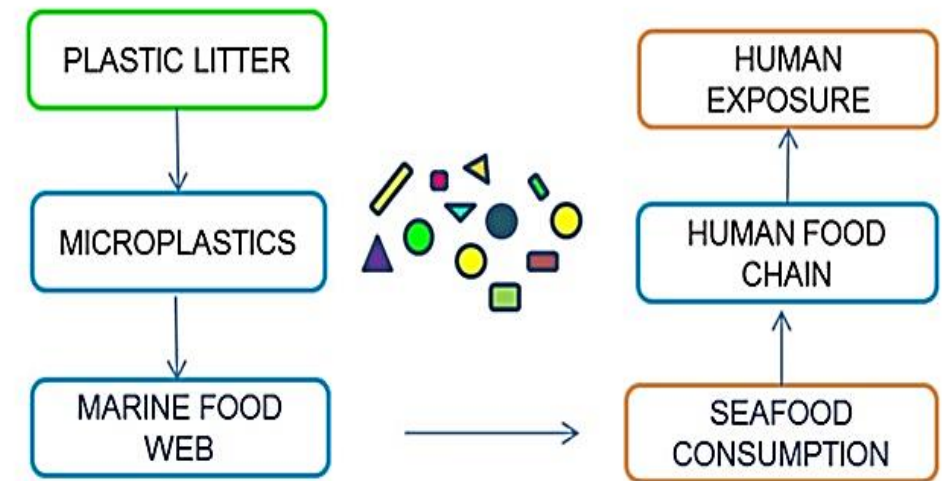 PLASTIC LITTER
MICROPLASTICS
MARINE FOOD
WEB
SEAFOOD
CONSUMPTION
HUMAN FOOD
CHAIN
HUMAN
EXPOSURE